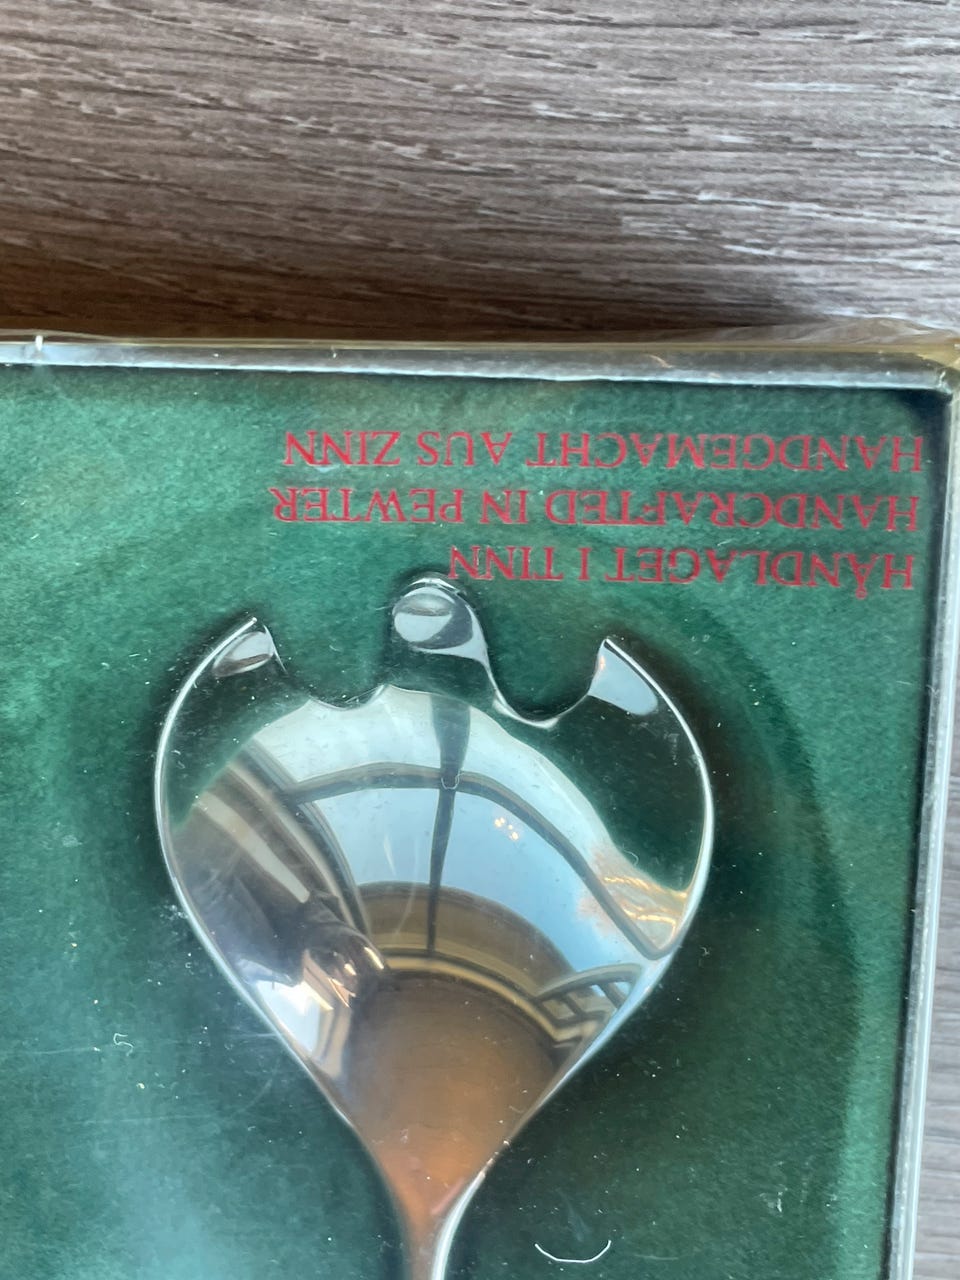 HÅNDLAGET I TINN
HANDCRAFTED IN PEWTER
HANDGEMACHT AUS ZINN